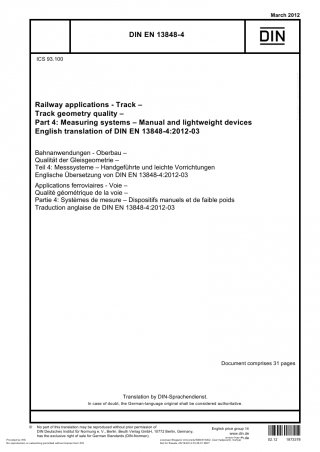 March 2012
DIN EN 13848-4
DIN
ICS 93.100
Railway applications - Track –
Track geometry quality –
Part 4: Measuring systems – Manual and lightweight devices
English translation of DIN EN 13848-4:2012-03
Bahnanwendungen - Oberbau –
Qualität der Gleisgeometrie –
Teil 4: Messsysteme – Handgeführte und leichte Vorrichtungen
Englische Übersetzung von DIN EN 13848-4:2012-03
Applications ferroviaires - Voie –
Qualité géométrique de la voie –
Partie 4: Systèmes de mesure – Dispositifs manuels et de faible poids
Traduction anglaise de DIN EN 13848-4:2012-03
Document comprises 31 pages
Translation by DIN-Sprachendienst.
In case of doubt, the German-language original shall be considered authoritative.
© No part of this translation may be reproduced without prior permission of
DIN Deutsches Institut für Normung e. V., Berlin. Beuth Verlag GmbH, 10772 Berlin, Germany,
has the exclusive right of sale for German Standards (DIN-Normen).
English price group 14
www.din.de